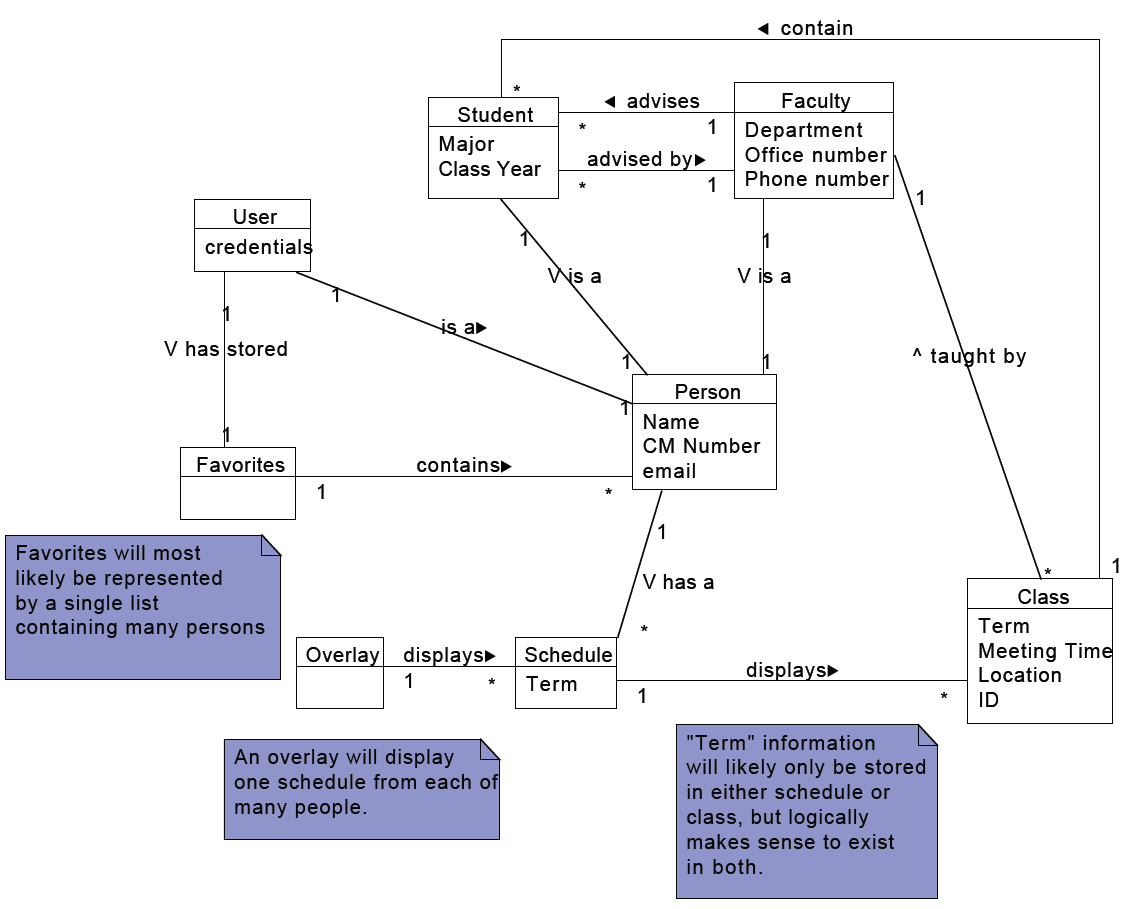 ◄ contain
*
Student
Major
Class Year
◄ advises
* 1
advised by►
* 1
Faculty
Department
Office number
Phone number
User
credentials
1
V is a
1
1
V is a
1
1
^ taught by
*
1
is a►
1
1
V has stored
1
Person
Name
CM Number
email
Favorites
contains►
1 *
Favorites will most
likely be represented
by a single list
containing many persons
1
V has a
*
1
Class
Term
Meeting Time
Location
ID
Overlay
displays►
1 *
Schedule
Term
displays►
1 *
An overlay will display
one schedule from each of
many people.
"Term" information
will likely only be stored
in either schedule or
class, but logically
makes sense to exist
in both.